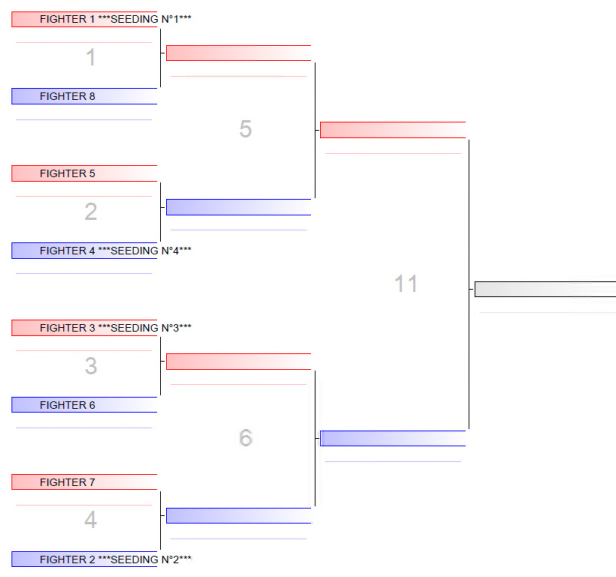 FIGHTER 1 ***SEEDING N°1***
1
FIGHTER 8
5
FIGHTER 5
2
FIGHTER 4 ***SEEDING N°4***
11
FIGHTER 3 ***SEEDING N°3***
3
FIGHTER 6
6
FIGHTER 7
4
FIGHTER 2 ***SEEDING N°2***